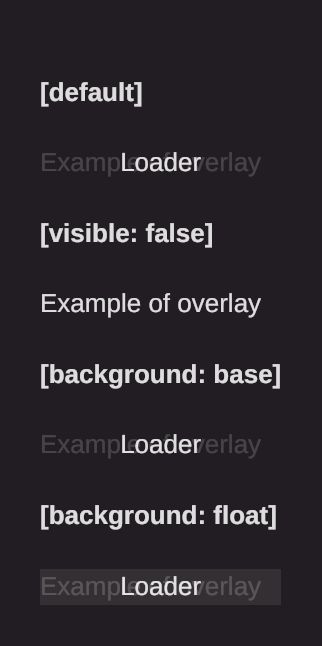 [default]
Example of overlay
Loader
[visible: false]
Example of overlay
[background: base]
Example of overlay
Loader
[background: float]
Example of overlay
Loader